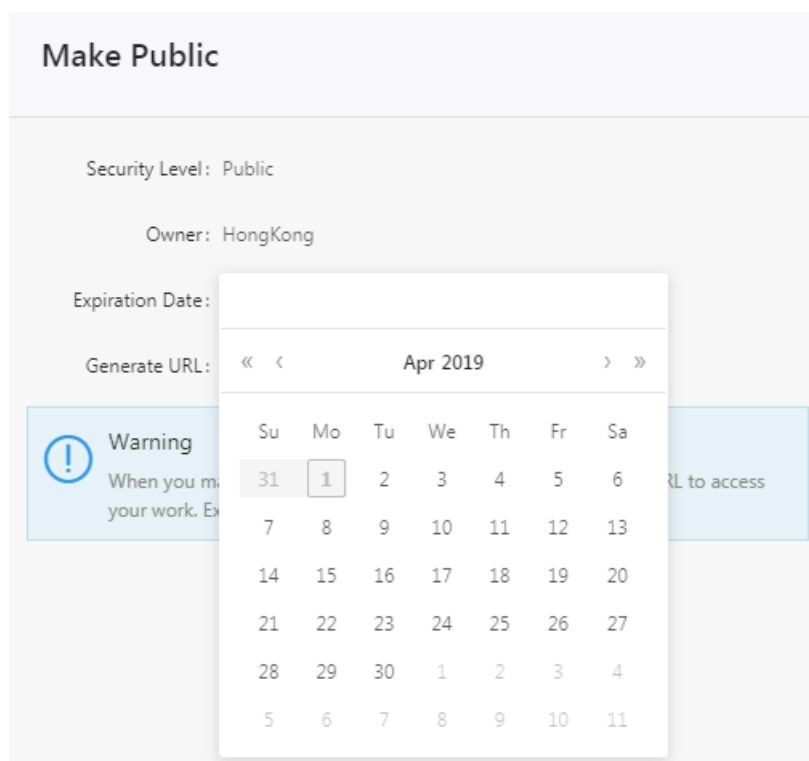 Make Public
Security Level: Public
Owner: HongKong
Expiration Date:
Generate URL:
« ‹ Apr 2019 › »
Su Mo Tu We Th Fr Sa
31 1 2 3 4 5 6
7 8 9 10 11 12 13
14 15 16 17 18 19 20
21 22 23 24 25 26 27
28 29 30 1 2 3 4
5 6 7 8 9 10 11
Warning
When you to access
your work.